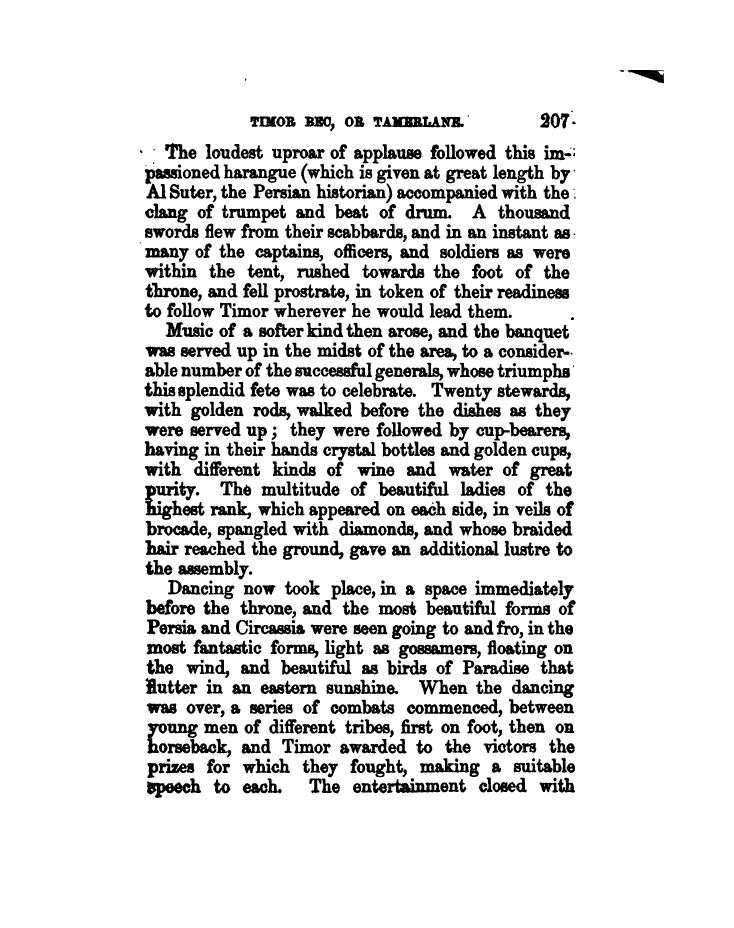 TIMOR BEC, OR TAMERLANE. 207
The loudest uproar of applause followed this im-
passioned harangue (which is given at great length by
Al Suter, the Persian historian) accompanied with the
clang of trumpet and beat of drum. A thousand
swords flew from their scabbards, and in an instant as
many of the captains, officers, and soldiers as were
within the tent, rushed towards the foot of the
throne, and fell prostrate, in token of their readiness
to follow Timor wherever he would lead them.
Music of a softer kind then arose, and the banquet
was served up in the midst of the area, to a consider-
able number of the successful generals, whose triumphs
this splendid fete was to celebrate. Twenty stewards,
with golden rods, walked before the dishes as they
were served up; they were followed by cup-bearers,
having in their hands crystal bottles and golden cups,
with different kinds of wine and water of great
purity. The multitude of beautiful ladies of the
highest rank, which appeared on each side, in veils of
brocade, spangled with diamonds, and whose braided
hair reached the ground, gave an additional lustre to
the assembly.
Dancing now took place, in a space immediately
before the throne, and the most beautiful forms of
Persia and Circassia were seen going to and fro, in the
most fantastic forms, light as gossamers, floating on
the wind, and beautiful as birds of Paradise that
flutter in an eastern sunshine. When the dancing
was over, a series of combats commenced, between
young men of different tribes, first on foot, then on
horseback, and Timor awarded to the victors the
prizes for which they fought, making a suitable
speech to each. The entertainment closed with